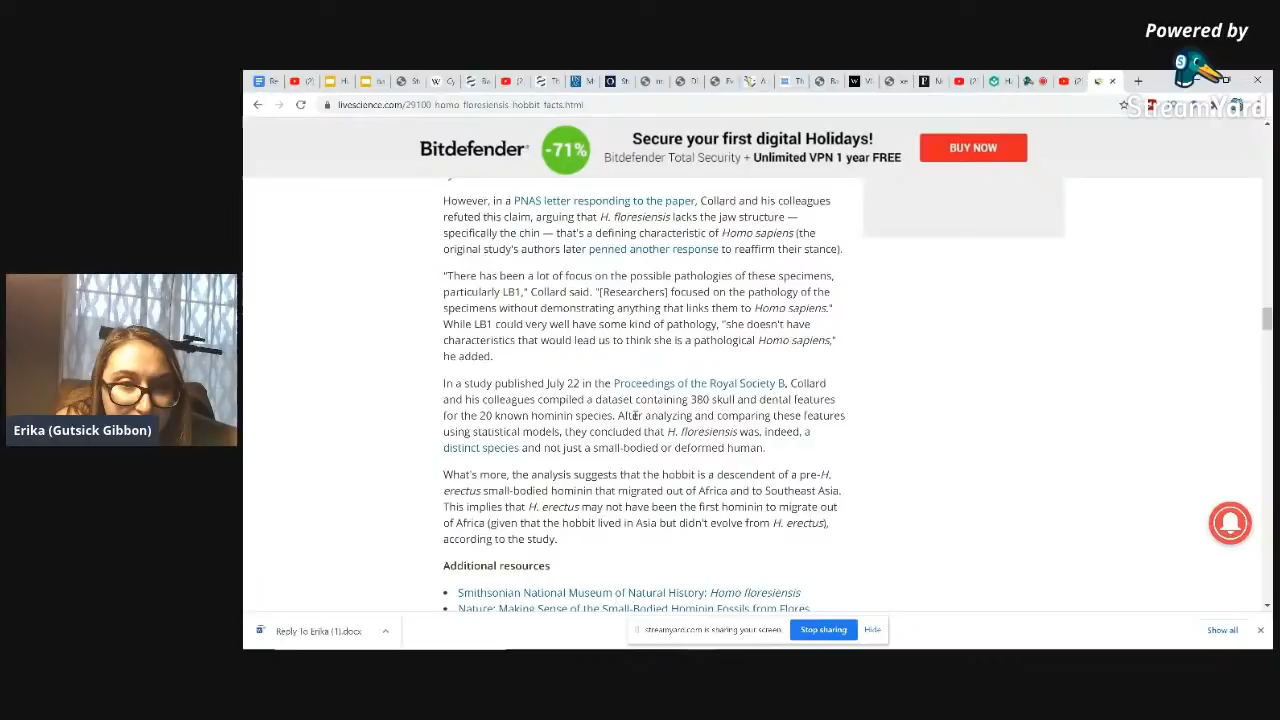 Powered by
StreamYard
livescience.com/29100 homo floresiensis hobbit facts.html
Bitdefender
-71%
Secure your first digital Holidays!
Bitdefender Total Security + Unlimited VPN 1 year FREE
BUY NOW
However, in a PNAS letter responding to the paper, Collard and his colleagues
refuted this claim, arguing that H. floresiensis lacks the jaw structure —
specifically the chin — that's a defining characteristic of Homo sapiens (the
original study's authors later penned another response to reaffirm their stance).
"There has been a lot of focus on the possible pathologies of these specimens,
particularly LB1," Collard said. "[Researchers] focused on the pathology of the
specimens without demonstrating anything that links them to Homo sapiens."
While LB1 could very well have some kind of pathology, "she doesn't have
characteristics that would lead us to think she is a pathological Homo sapiens,"
he added.
In a study published July 22 in the Proceedings of the Royal Society B, Collard
and his colleagues compiled a dataset containing 380 skull and dental features
for the 20 known hominin species. After analyzing and comparing these features
using statistical models, they concluded that H. floresiensis was, indeed, a
distinct species and not just a small-bodied or deformed human.
What's more, the analysis suggests that the hobbit is a descendent of a pre-H.
erectus small-bodied hominin that migrated out of Africa and to Southeast Asia.
This implies that H. erectus may not have been the first hominin to migrate out
of Africa (given that the hobbit lived in Asia but didn't evolve from H. erectus),
according to the study.
Additional resources
Smithsonian National Museum of Natural History: Homo floresiensis
Nature: Making Sense of the Small-Bodied Hominin Fossils from Flores
Erika (Gutsick Gibbon)
Reply To Erika (1).docx
streamyard.com is sharing your screen.
Stop sharing
Hide
Show all